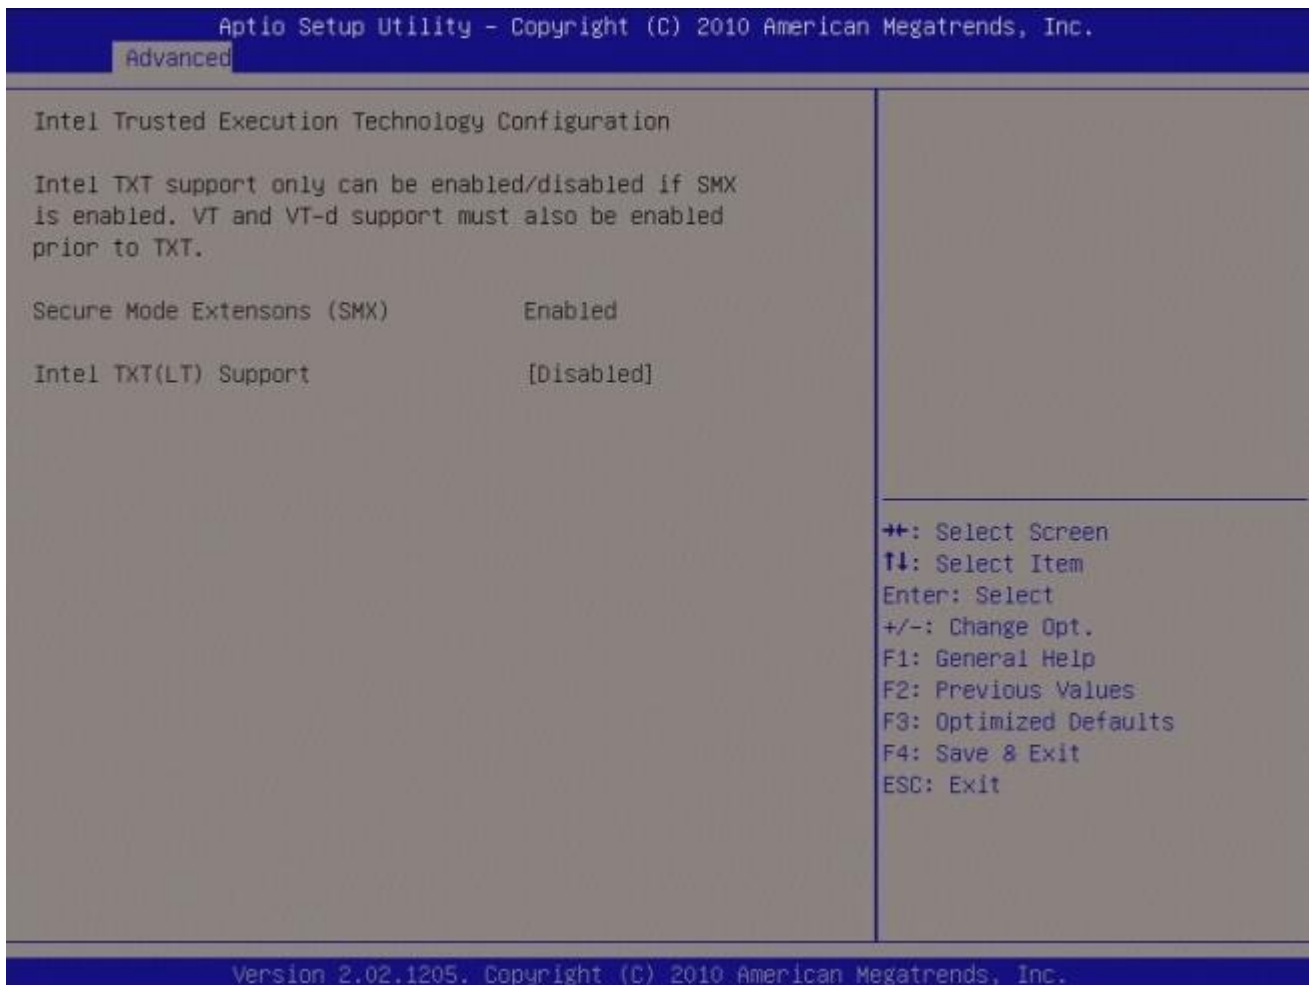 Aptio Setup Utility – Copyright (C) 2010 American Megatrends, Inc.
Advanced
Intel Trusted Execution Technology Configuration
Intel TXT support only can be enabled/disabled if SMX
is enabled. VT and VT-d support must also be enabled
prior to TXT.
Secure Mode Extensons (SMX) Enabled
Intel TXT(LT) Support [Disabled]
→←: Select Screen
↑↓: Select Item
Enter: Select
+/-: Change Opt.
F1: General Help
F2: Previous Values
F3: Optimized Defaults
F4: Save & Exit
ESC: Exit
Version 2.02.1205. Copyright (C) 2010 American Megatrends, Inc.